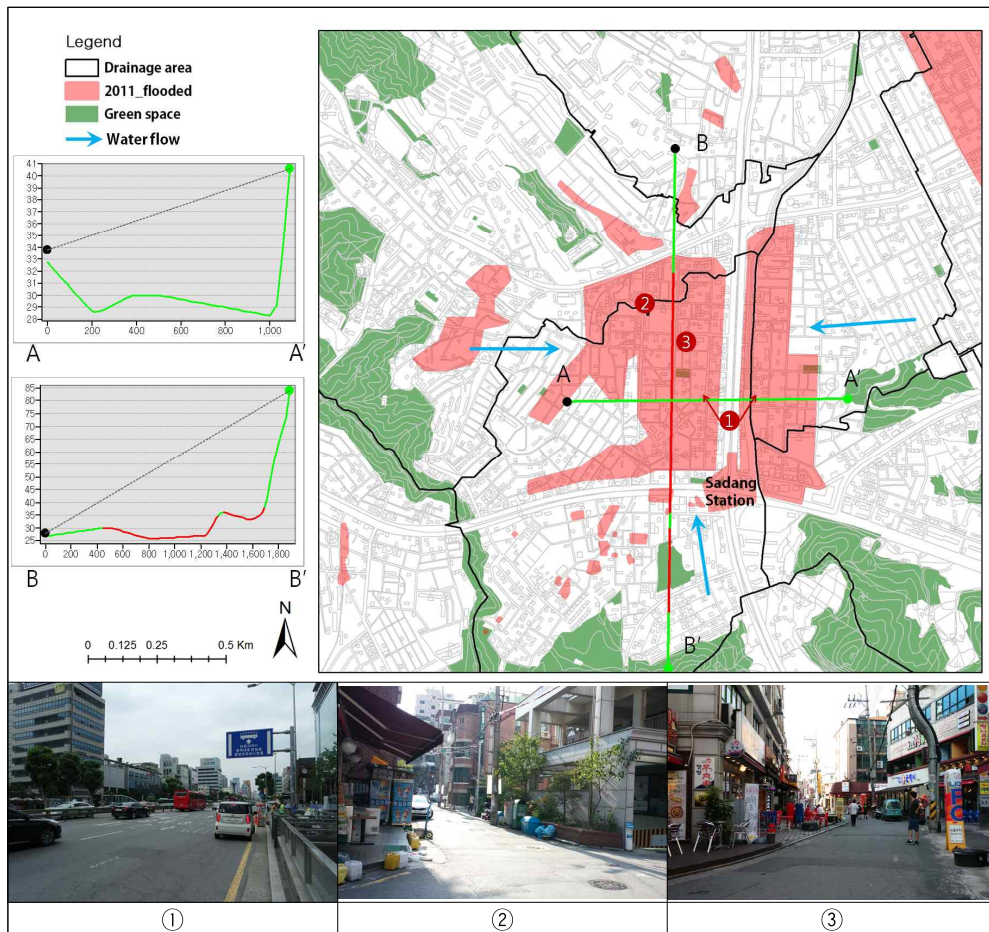 Legend
Drainage area
2011_flooded
Green space
Water flow
41
40
39
38
37
36
35
34
33
32
31
30
29
28
0 200 400 600 800 1,000
A A'
85
80
75
70
65
60
55
50
45
40
35
30
25
0 200 400 600 800 1,000 1,200 1,400 1,600 1,800
B B'
N
0 0.125 0.25 0.5 Km
B
2
3
A
A'
1
Sadang
Station
B'
① ② ③